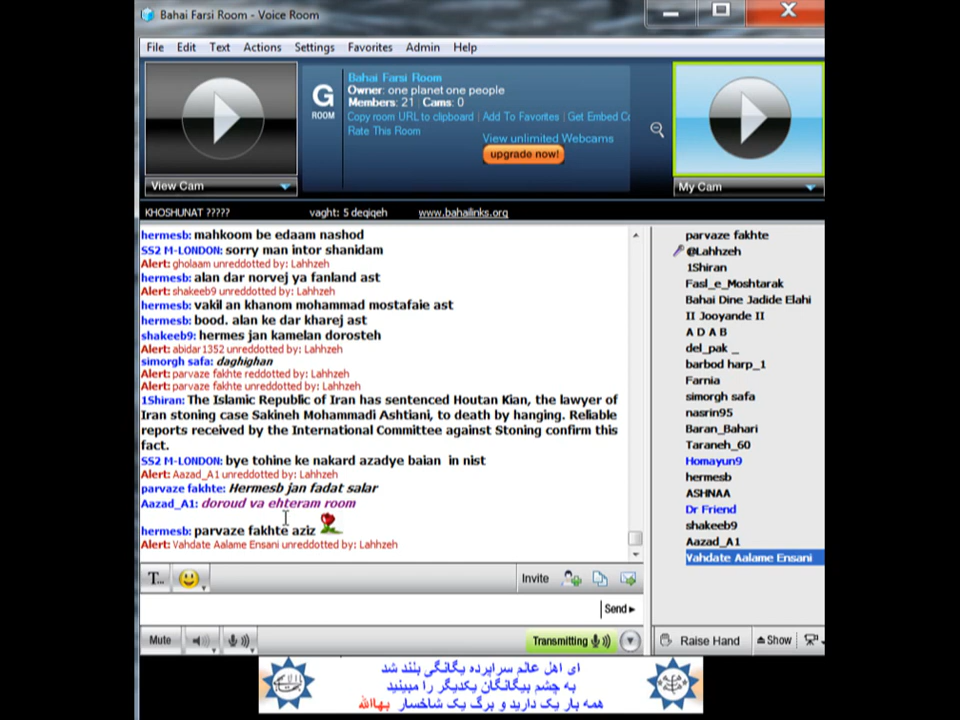 Bahai Farsi Room - Voice Room
File Edit Text Actions Settings Favorites Admin Help
G
ROOM
Bahai Farsi Room
Owner: one planet one people
Members: 21 | Cams: 0
Copy room URL to clipboard | Add To Favorites | Get Embed Co
Rate This Room
View unlimited Webcams
upgrade now!
View Cam
My Cam
KHOSHUNAT ????? vaght: 5 deqiqeh www.bahailinks.org
hermesb: mahkoom be edaam nashod
SS2 M-LONDON: sorry man intor shanidam
Alert: gholaam unreddotted by: Lahhzeh
hermesb: alan dar norvej ya fanland ast
Alert: shakeeb9 unreddotted by: Lahhzeh
hermesb: vakil an khanom mohammad mostafaie ast
hermesb: bood. alan ke dar kharej ast
shakeeb9: hermes jan kamelan dorosteh
Alert: abidar1352 unreddotted by: Lahhzeh
simorgh safa: daghighan
Alert: parvaze fakhte reddotted by: Lahhzeh
Alert: parvaze fakhte unreddotted by: Lahhzeh
1Shiran: The Islamic Republic of Iran has sentenced Houtan Kian, the lawyer of
Iran stoning case Sakineh Mohammadi Ashtiani, to death by hanging. Reliable
reports received by the International Committee against Stoning confirm this
fact.
SS2 M-LONDON: bye tohine ke nakard azadye baian in nist
Alert: Aazad_A1 unreddotted by: Lahhzeh
parvaze fakhte: Hermesb jan fadat salar
Aazad_A1: doroud va ehteram room
hermesb: parvaze fakhte aziz
Alert: Vahdate Aalame Ensani unreddotted by: Lahhzeh
parvaze fakhte
@Lahhzeh
1Shiran
Fasl_e_Moshtarak
Bahai Dine Jadide Elahi
II Jooyande II
A D A B
del_pak _
barbod harp_1
Farnia
simorgh safa
nasrin95
Baran_Bahari
Taraneh_60
Homayun9
hermesb
ASHNAA
Dr Friend
shakeeb9
Aazad_A1
Vahdate Aalame Ensani
T... Invite
Send
Mute Transmitting Raise Hand Show
ای اهل عالم سراپرده یگانگی بلند شد
به چشم بیگانگان یکدیگر را مبینید
همه بار یک دارید و برگ یک شاخسار بهاالله